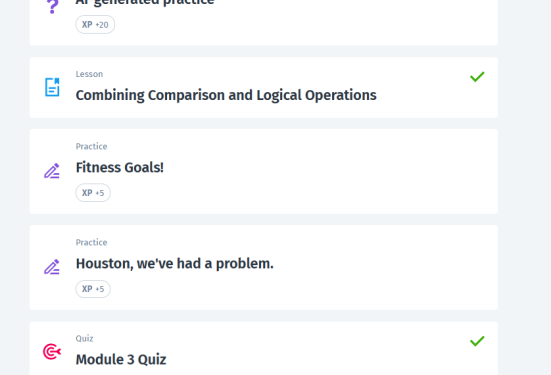 AI generated practice
XP +20
Lesson
Combining Comparison and Logical Operations
Practice
Fitness Goals!
XP +5
Practice
Houston, we've had a problem.
XP +5
Quiz
Module 3 Quiz